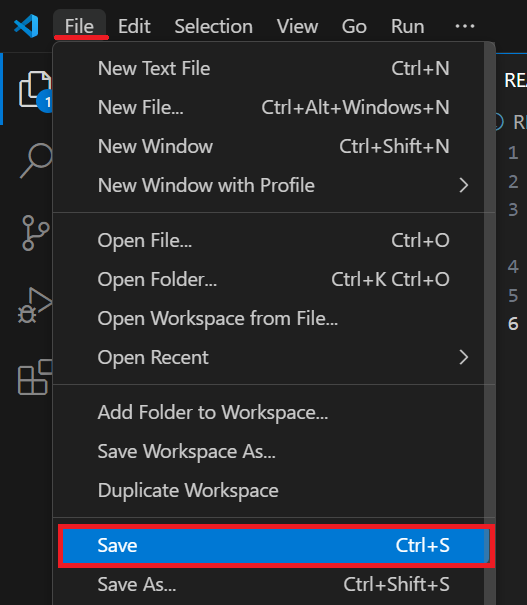 File Edit Selection View Go Run ...
New Text File Ctrl+N
New File... Ctrl+Alt+Windows+N
New Window Ctrl+Shift+N
New Window with Profile
Open File... Ctrl+O
Open Folder... Ctrl+K Ctrl+O
Open Workspace from File...
Open Recent
Add Folder to Workspace...
Save Workspace As...
Duplicate Workspace
Save Ctrl+S
Save As... Ctrl+Shift+S
1
REA
RE
1
2
3
4
5
6